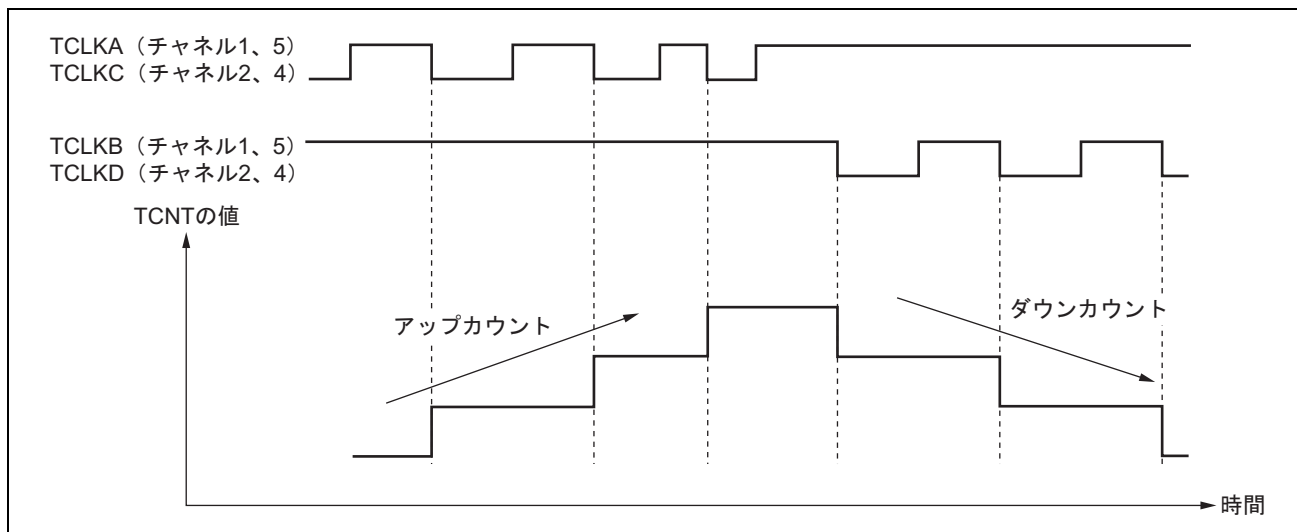 TCLKA（チャネル1、5）
TCLKC（チャネル2、4）
TCLKB（チャネル1、5）
TCLKD（チャネル2、4）
TCNTの値
アップカウント
ダウンカウント
時間